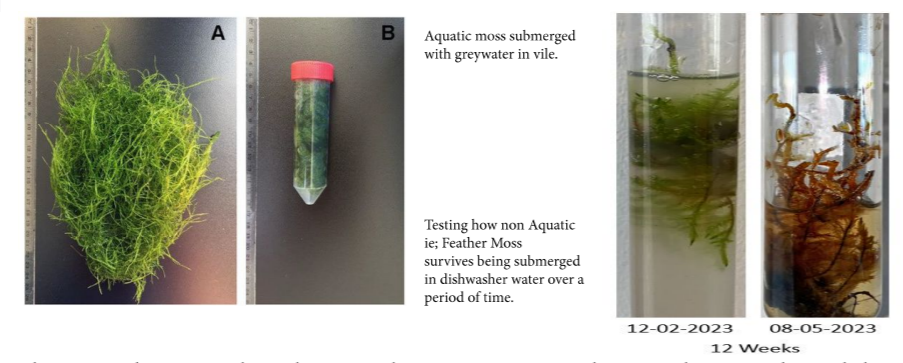 A
B
Aquatic moss submerged
with greywater in vile.
Testing how non Aquatic
ie; Feather Moss
survives being submerged
in dishwasher water over a
period of time.
12-02-2023
08-05-2023
12 Weeks